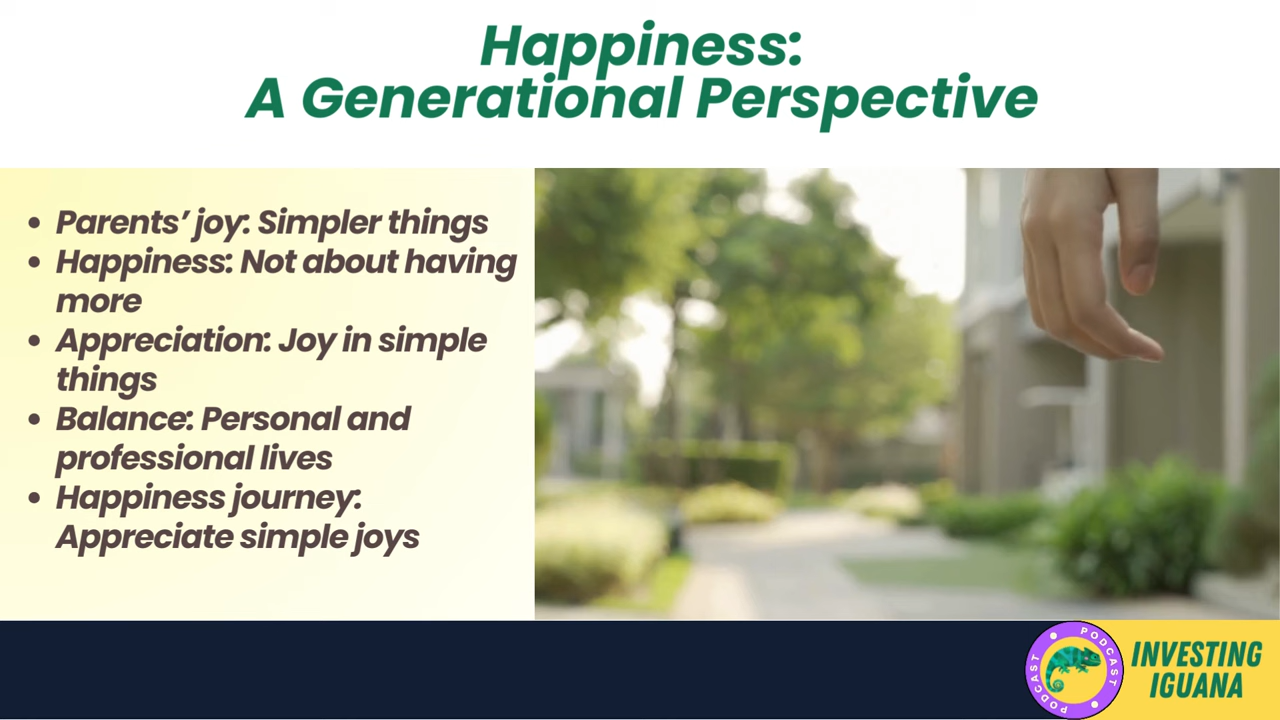 Happiness:
A Generational Perspective
• Parents’ joy: Simpler things
• Happiness: Not about having
more
• Appreciation: Joy in simple
things
• Balance: Personal and
professional lives
• Happiness journey:
Appreciate simple joys
PODCAST
PODCAST
INVESTING
IGUANA